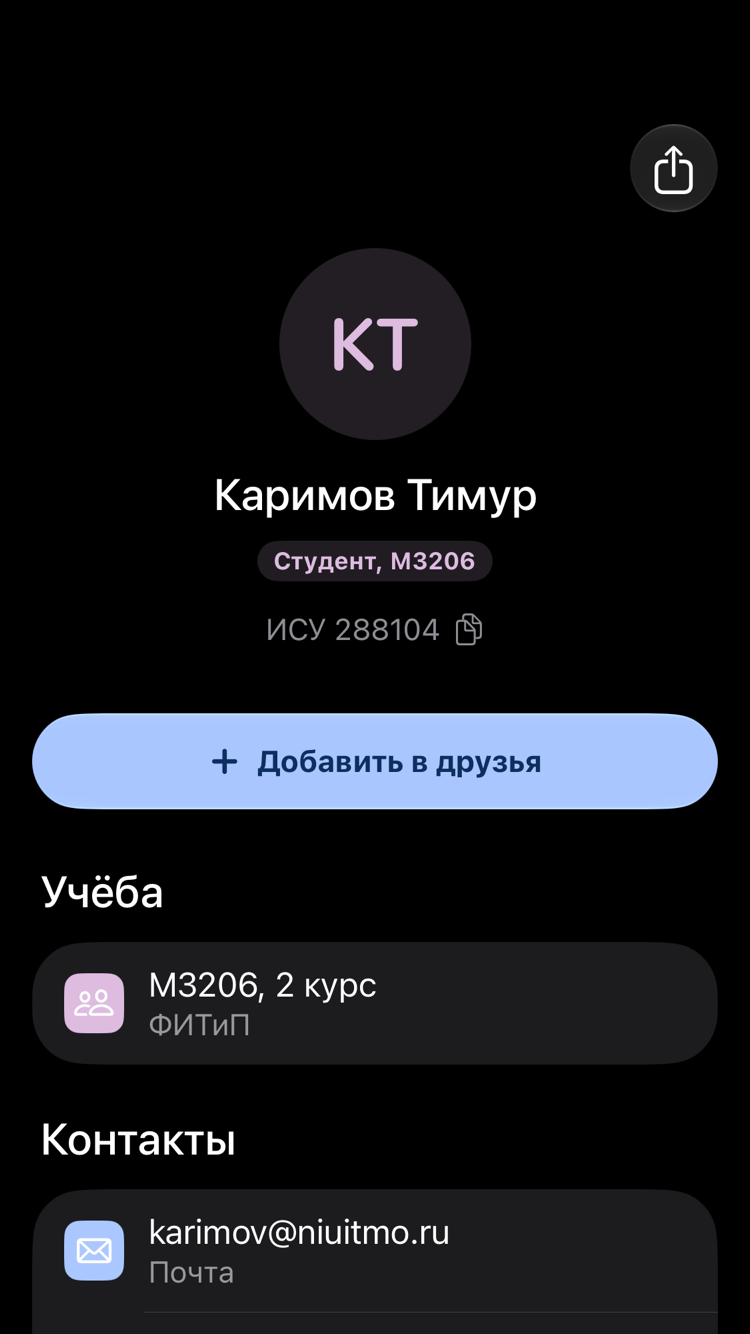 КТ
Каримов Тимур
Студент, М3206
ИСУ 288104
+ Добавить в друзья
Учёба
М3206, 2 курс
ФИТиП
Контакты
karimov@niuitmo.ru
Почта